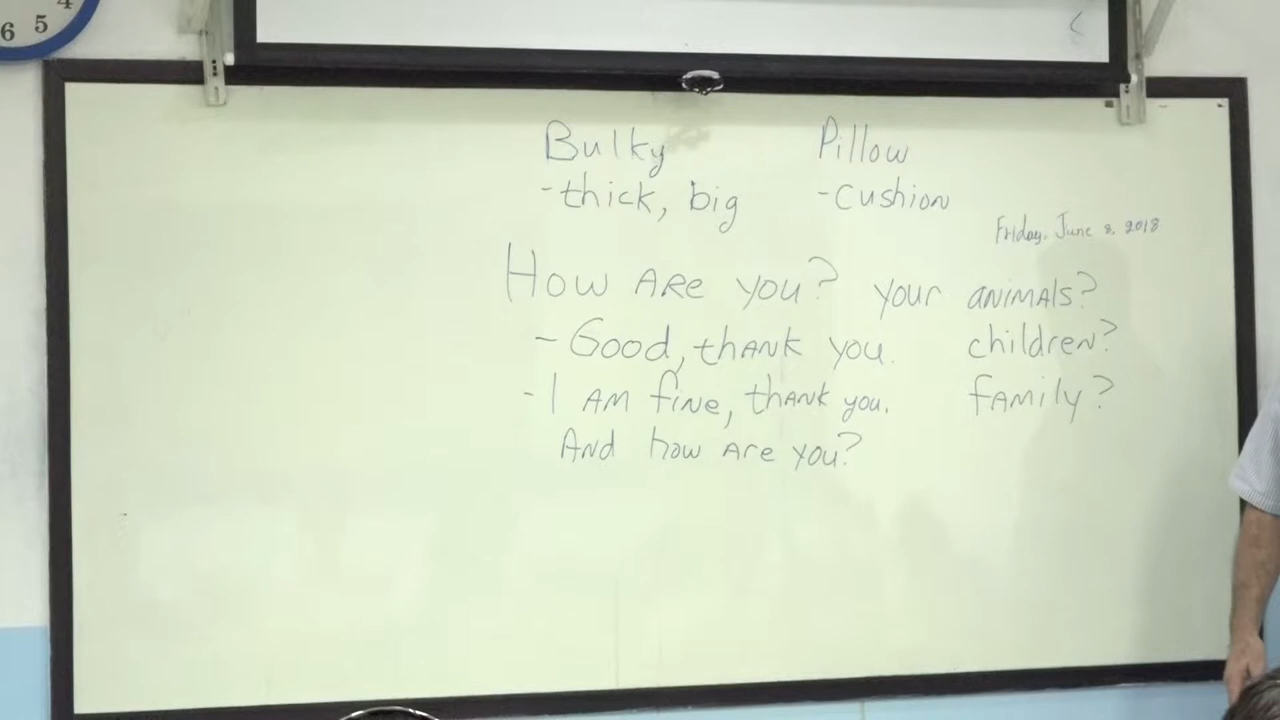 4
5
6
Bulky Pillow
-thick, big -cushion
Friday, June 8, 2018
How ARe you? your animals?
- Good, thank you. children?
- I AM fine, thank you. family?
And how are you?